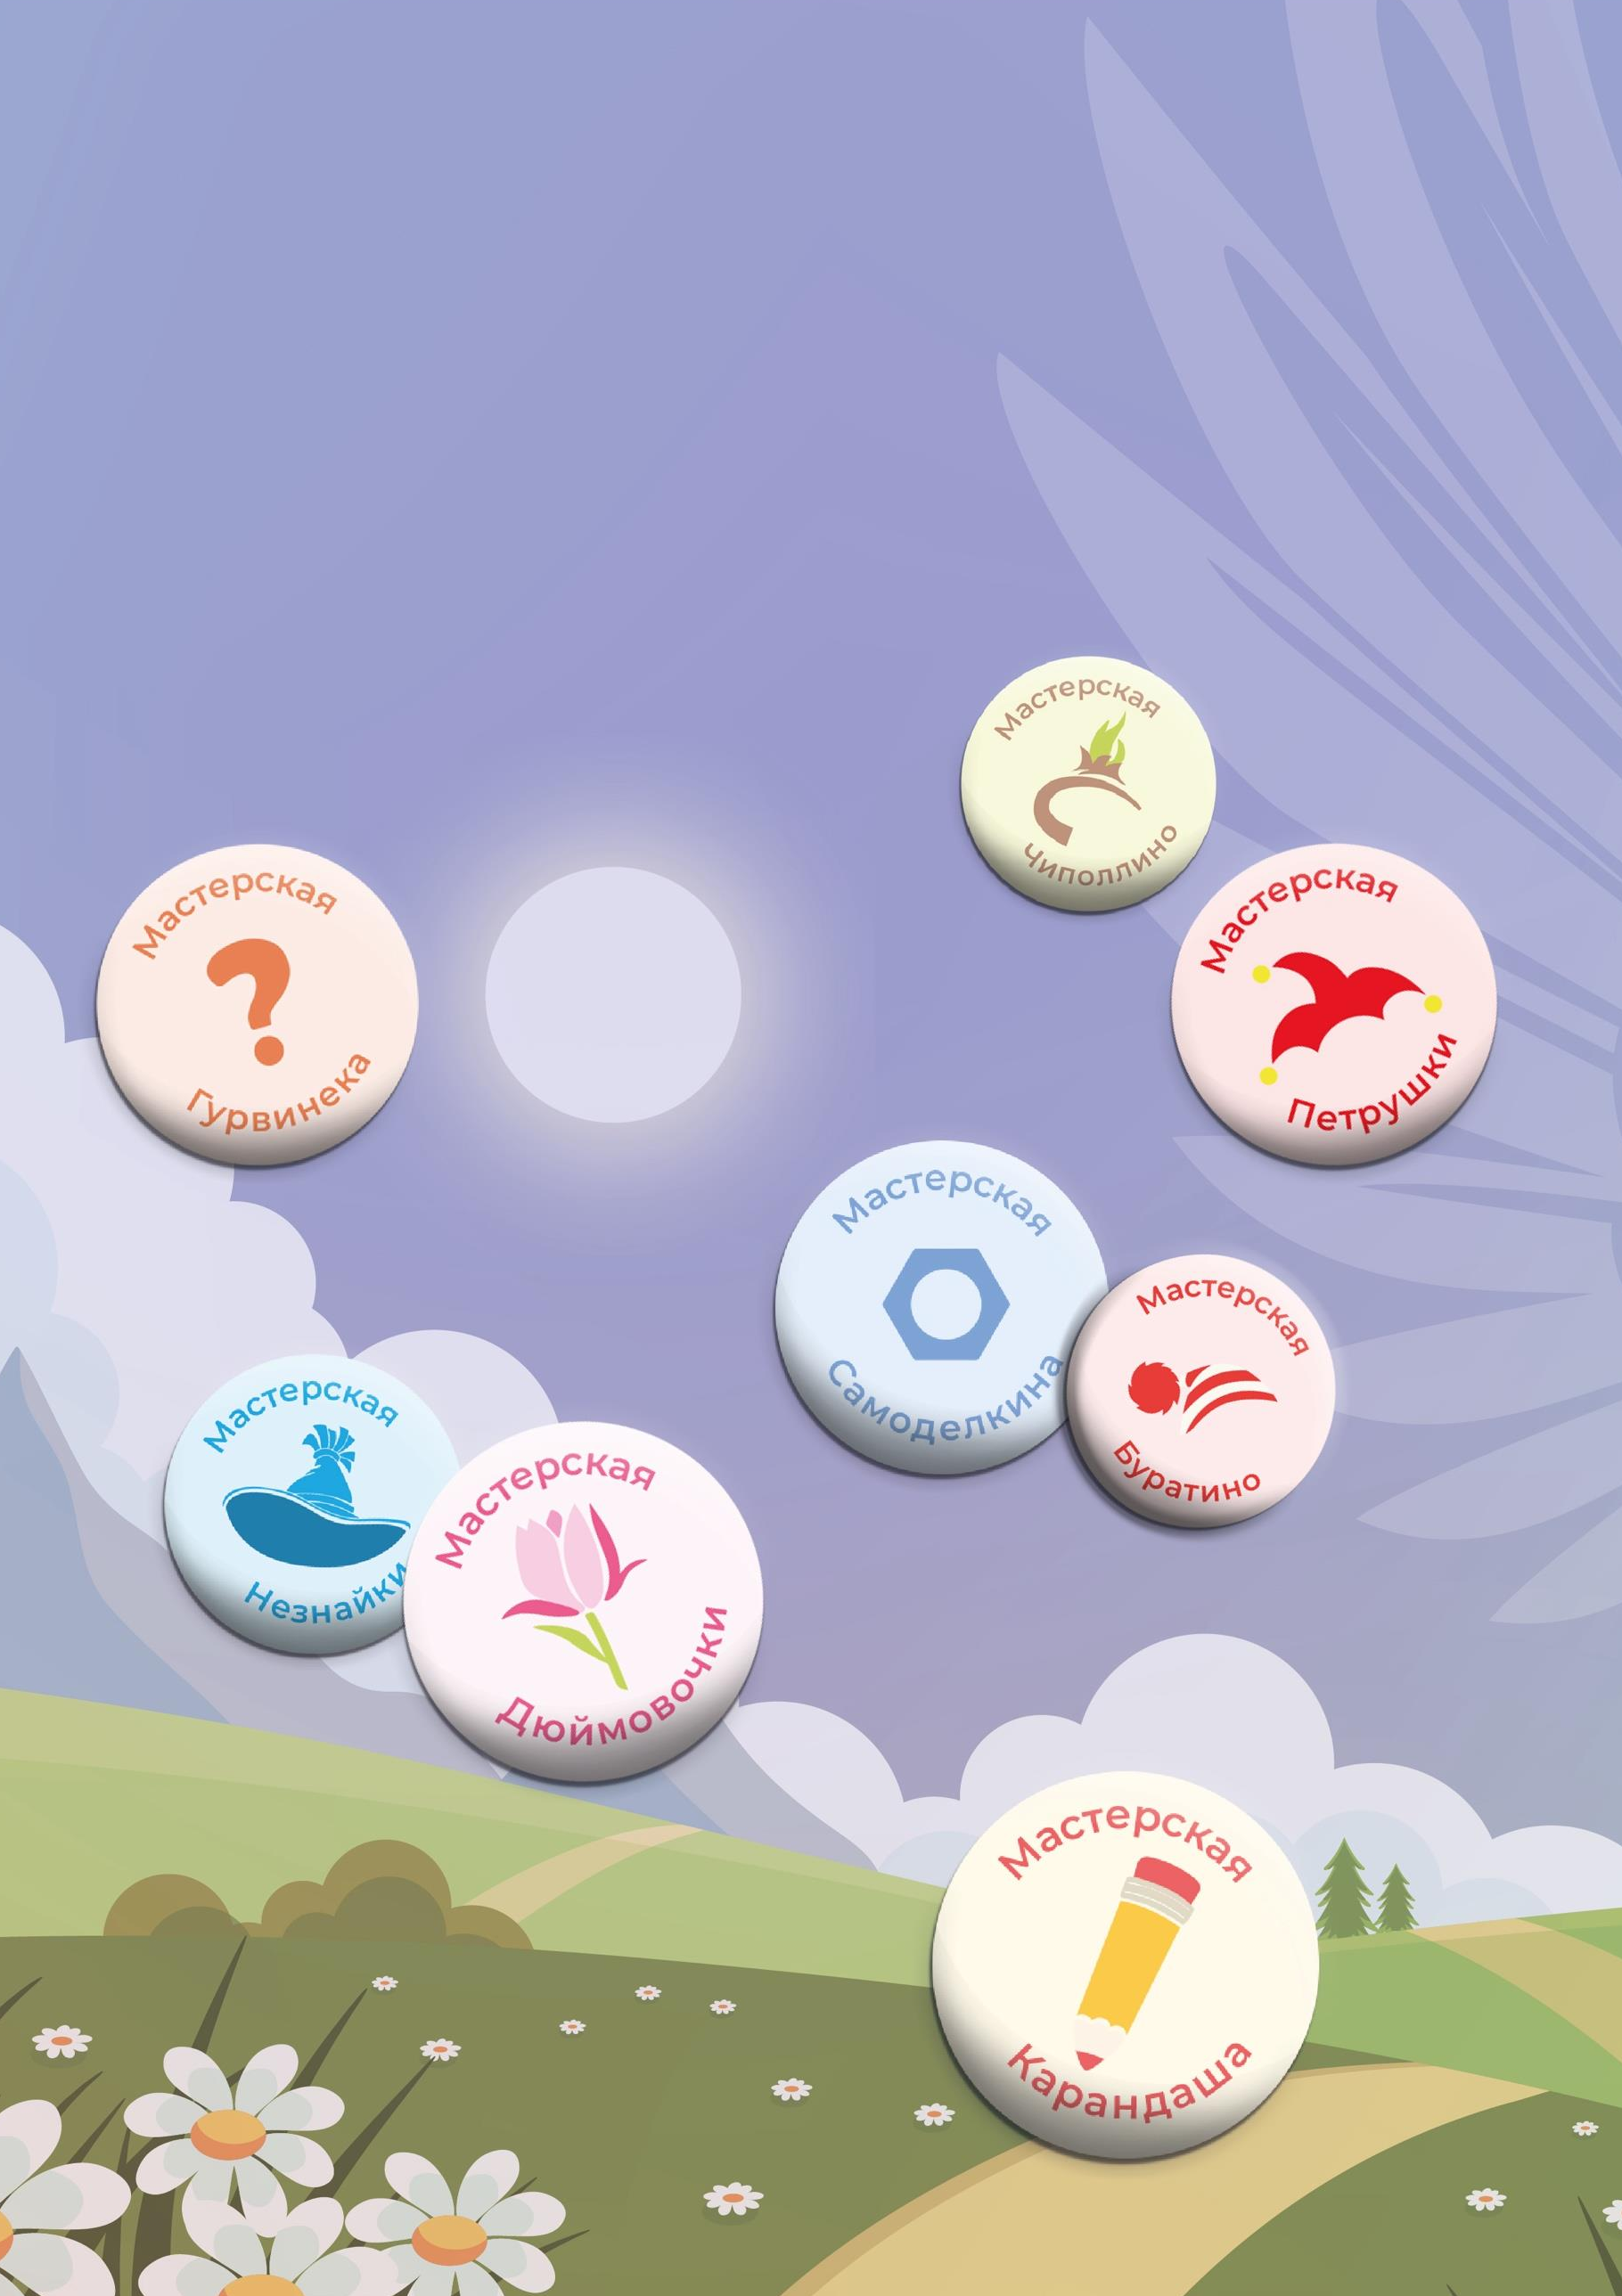 Мастерская
Чиполлино
Мастерская
Гурвинека
Мастерская
Петрушки
Мастерская
Самоделкина
Мастерская
Буратино
Мастерская
Незнайки
Мастерская
Дюймовочки
Мастерская
Карандаша